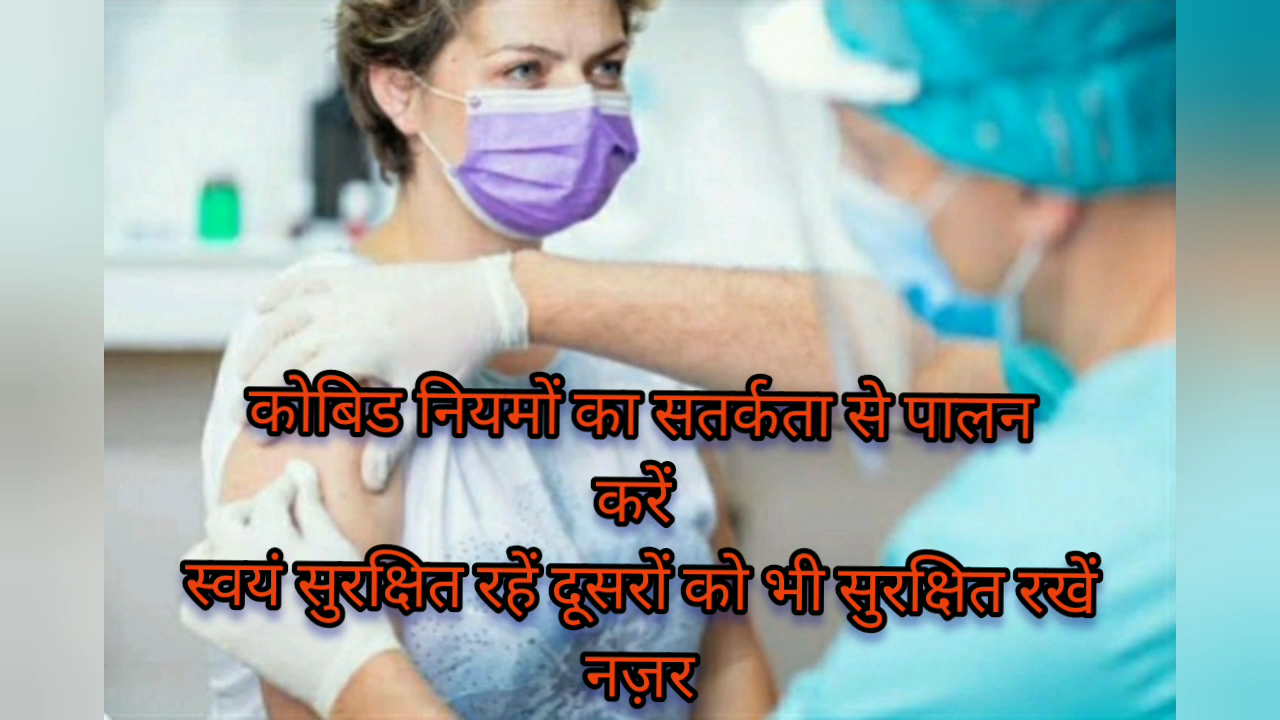 कोबिड नियमों का सतर्कता से पालन
करें
स्वयं सुरक्षित रहें दूसरों को भी सुरक्षित रखें
नज़र